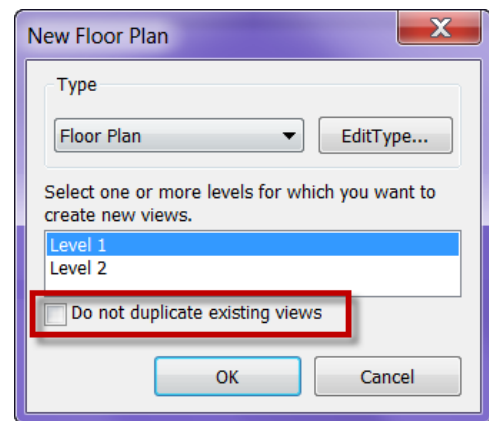 New Floor Plan
Type
Floor Plan
EditType...
Select one or more levels for which you want to
create new views.
Level 1
Level 2
Do not duplicate existing views
OK
Cancel